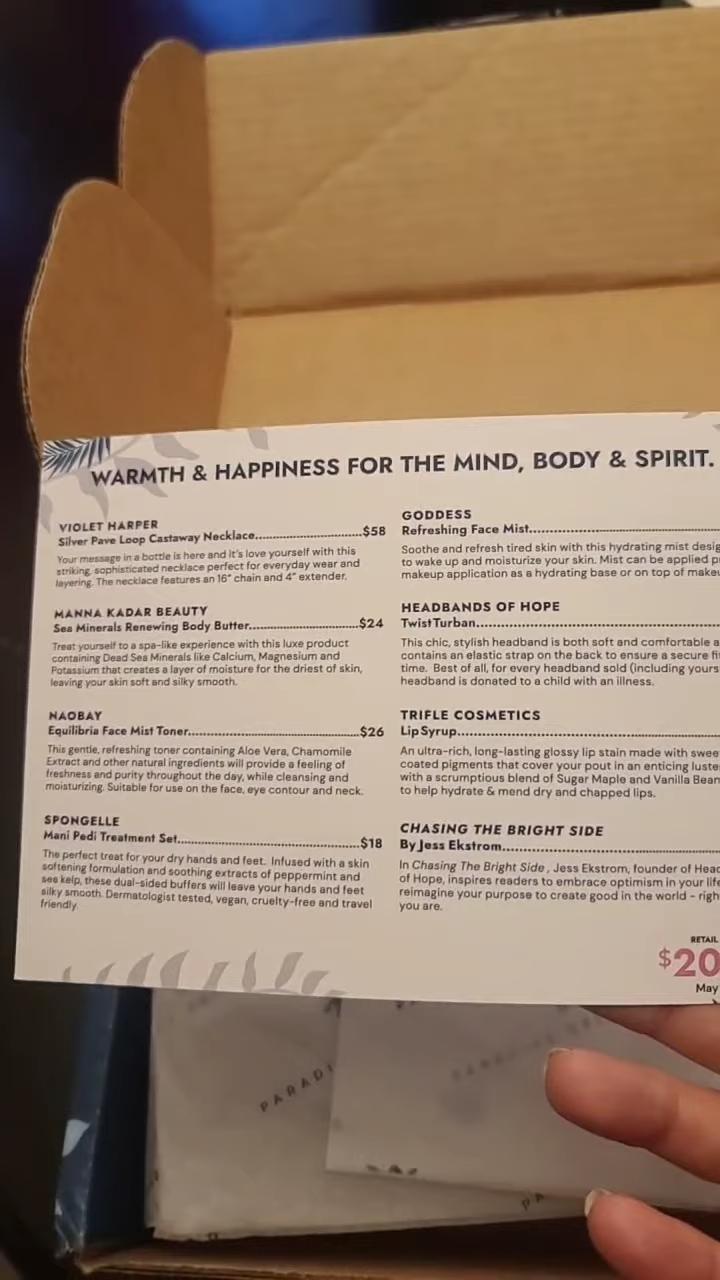 WARMTH & HAPPINESS FOR THE MIND, BODY & SPIRIT.
VIOLET HARPER
Silver Pave Loop Castaway Necklace..............................$58
Your message in a bottle is here and it's love yourself with this
striking, sophisticated necklace perfect for everyday wear and
layering. The necklace features an 16" chain and 4" extender.
MANNA KADAR BEAUTY
Sea Minerals Renewing Body Butter..............................$24
Treat yourself to a spa-like experience with this luxe product
containing Dead Sea Minerals like Calcium, Magnesium and
Potassium that creates a layer of moisture for the driest of skin,
leaving your skin soft and silky smooth.
NAOBAY
Equilibria Face Mist Toner..............................$26
This gentle, refreshing toner containing Aloe Vera, Chamomile
Extract and other natural ingredients will provide a feeling of
freshness and purity throughout the day, while cleansing and
moisturizing. Suitable for use on the face, eye contour and neck.
SPONGELLE
Mani Pedi Treatment Set..............................$18
The perfect treat for your dry hands and feet. Infused with a skin
softening formulation and soothing extracts of peppermint and
sea kelp, these dual-sided buffers will leave your hands and feet
silky smooth. Dermatologist tested, vegan, cruelty-free and travel
friendly.
GODDESS
Refreshing Face Mist..............................
Soothe and refresh tired skin with this hydrating mist desig
to wake up and moisturize your skin. Mist can be applied p
makeup application as a hydrating base or on top of makeu
HEADBANDS OF HOPE
Twist Turban..............................
This chic, stylish headband is both soft and comfortable a
contains an elastic strap on the back to ensure a secure fi
time. Best of all, for every headband sold (including yours
headband is donated to a child with an illness.
TRIFLE COSMETICS
Lip Syrup..............................
An ultra-rich, long-lasting glossy lip stain made with swee
coated pigments that cover your pout in an enticing luste
with a scrumptious blend of Sugar Maple and Vanilla Bean
to help hydrate & mend dry and chapped lips.
CHASING THE BRIGHT SIDE
By Jess Ekstrom..............................
In Chasing The Bright Side , Jess Ekstrom, founder of Head
of Hope, inspires readers to embrace optimism in your life
reimagine your purpose to create good in the world - righ
you are.
RETAIL
$20
May
PARADI
PA